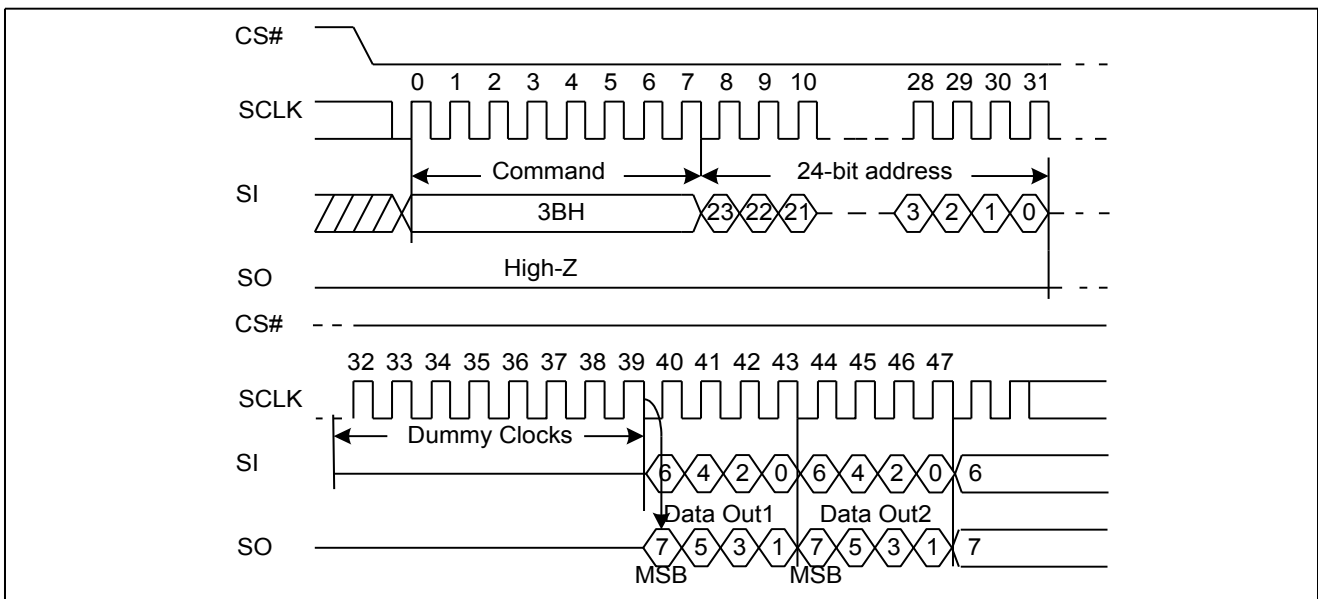 CS#
0 1 2 3 4 5 6 7 8 9 10 28 29 30 31
SCLK
Command 24-bit address
SI
3BH 23 22 21 3 2 1 0
SO High-Z
CS#
32 33 34 35 36 37 38 39 40 41 42 43 44 45 46 47
SCLK
Dummy Clocks
SI 6 4 2 0 6 4 2 0 6
Data Out1 Data Out2
SO 7 5 3 1 7 5 3 1 7
MSB MSB